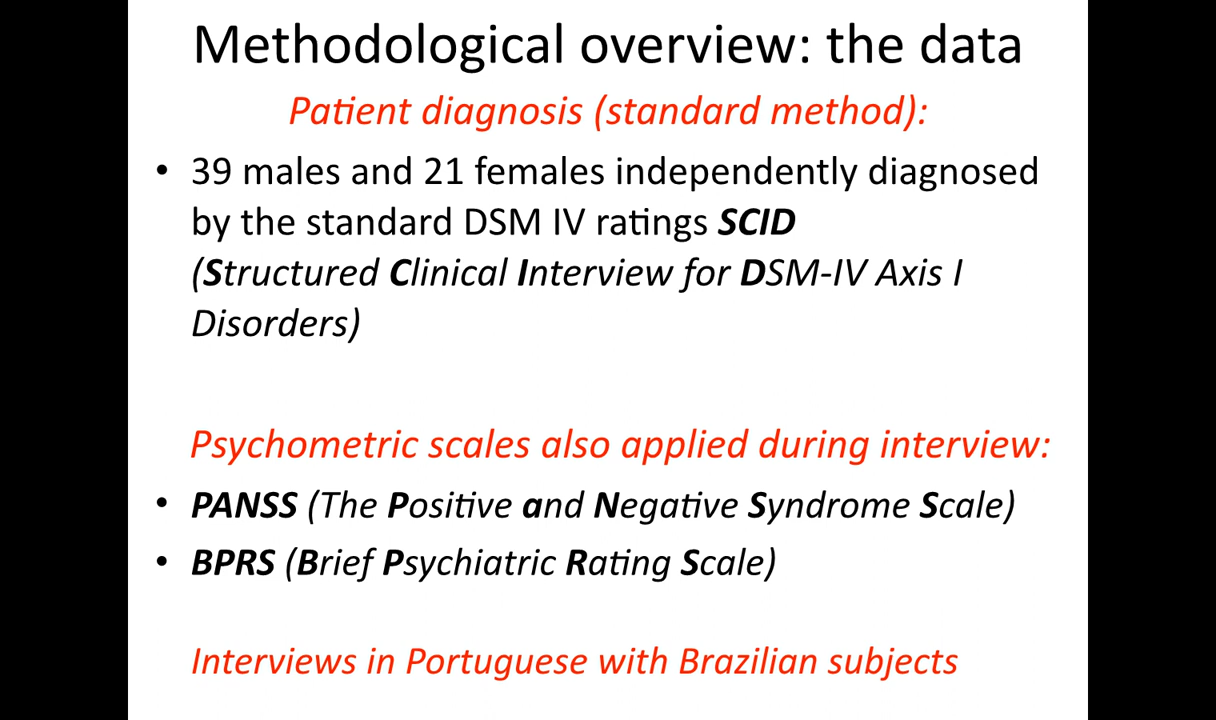 Methodological overview: the data
Patient diagnosis (standard method):
• 39 males and 21 females independently diagnosed
by the standard DSM IV ratings SCID
(Structured Clinical Interview for DSM-IV Axis I
Disorders)
Psychometric scales also applied during interview:
• PANSS (The Positive and Negative Syndrome Scale)
• BPRS (Brief Psychiatric Rating Scale)
Interviews in Portuguese with Brazilian subjects